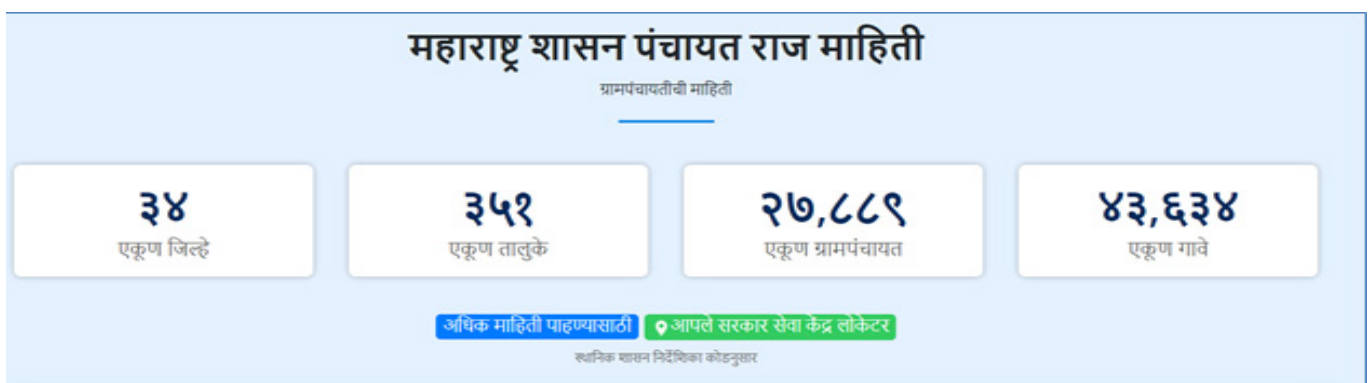 महाराष्ट्र शासन पंचायत राज माहिती
ग्रामपंचायतीची माहिती
३४
एकूण जिल्हे
३५१
एकूण तालुके
२७,८८९
एकूण ग्रामपंचायत
४३,६३४
एकूण गावे
अधिक माहिती पाहण्यासाठी आपले सरकार सेवा केंद्र लोकेटर
स्थानिक शासन निर्देशिका कोडनुसार